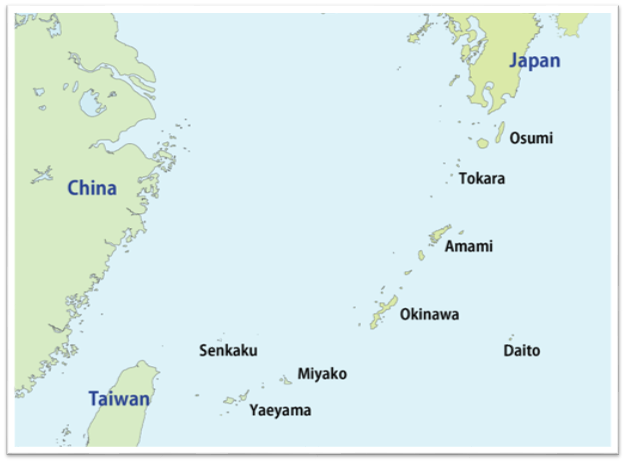 Japan
Osumi
Tokara
China
Amami
Okinawa
Senkaku
Daito
Miyako
Taiwan
Yaeyama